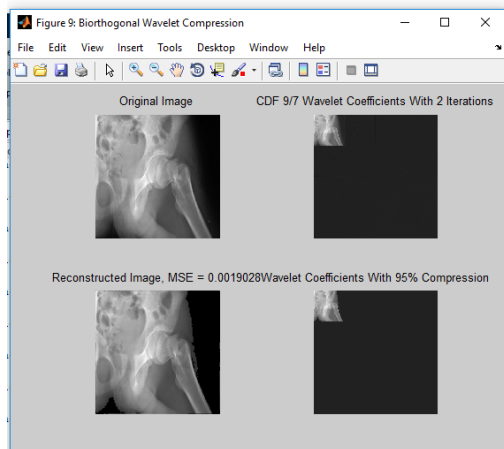 Figure 9: Biorthogonal Wavelet Compression
File Edit View Insert Tools Desktop Window Help
Original Image
CDF 9/7 Wavelet Coefficients With 2 Iterations
Reconstructed Image, MSE = 0.0019028Wavelet Coefficients With 95% Compression